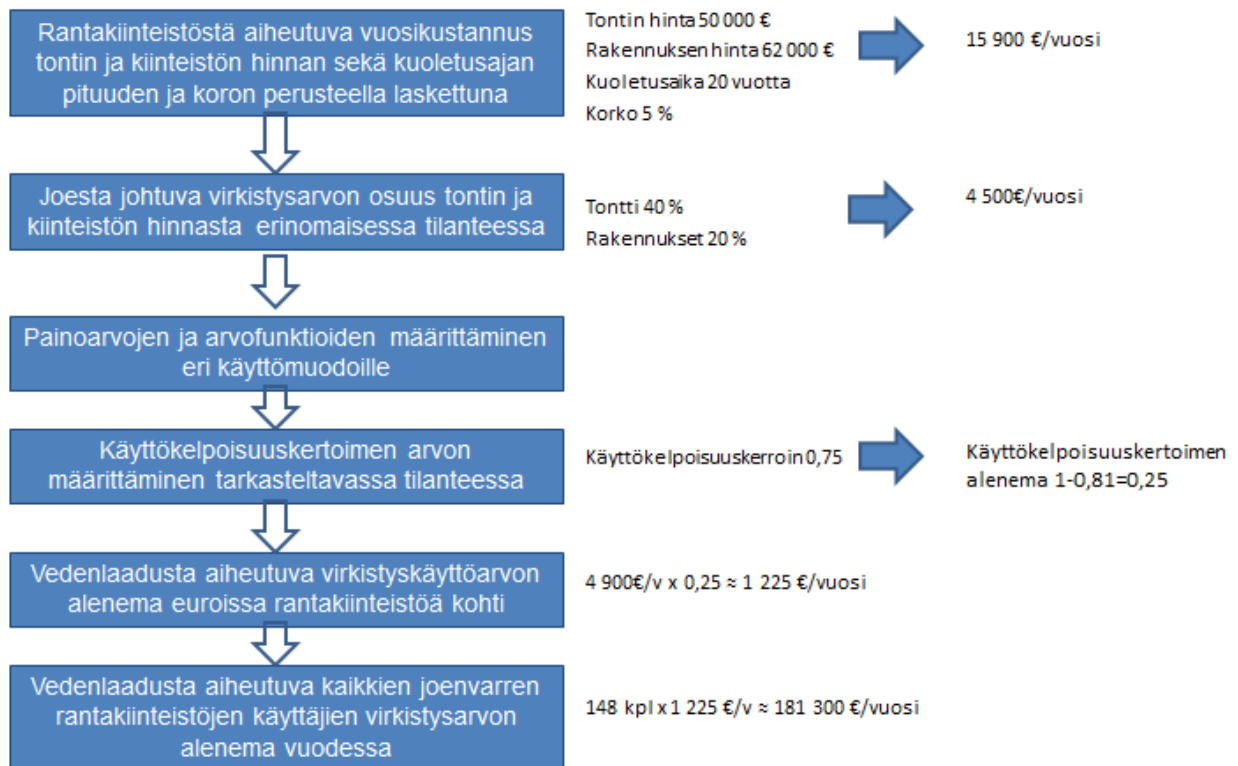 Rantakiinteistöstä aiheutuva vuosikustannus
tontin ja kiinteistön hinnan sekä kuoletusajan
pituuden ja koron perusteella laskettuna
Tontin hinta 50 000 €
Rakennuksen hinta 62 000 €
Kuoletusaika 20 vuotta
Korko 5 %
15 900 €/vuosi
Joesta johtuva virkistysarvon osuus tontin ja
kiinteistön hinnasta erinomaisessa tilanteessa
Tontti 40 %
Rakennukset 20 %
4 500€/vuosi
Painoarvojen ja arvofunktioiden määrittäminen
eri käyttömuodoille
Käyttökelpoisuuskertoimen arvon
määrittäminen tarkasteltavassa tilanteessa
Käyttökelpoisuuskerroin 0,75
Käyttökelpoisuuskertoimen
alenema 1-0,81=0,25
Vedenlaadusta aiheutuva virkistyskäyttöarvon
alenema euroissa rantakiinteistöä kohti
4 900€/v x 0,25 ≈ 1 225 €/vuosi
Vedenlaadusta aiheutuva kaikkien joenvarren
rantakiinteistöjen käyttäjien virkistysarvon
alenema vuodessa
148 kpl x 1 225 €/v ≈ 181 300 €/vuosi